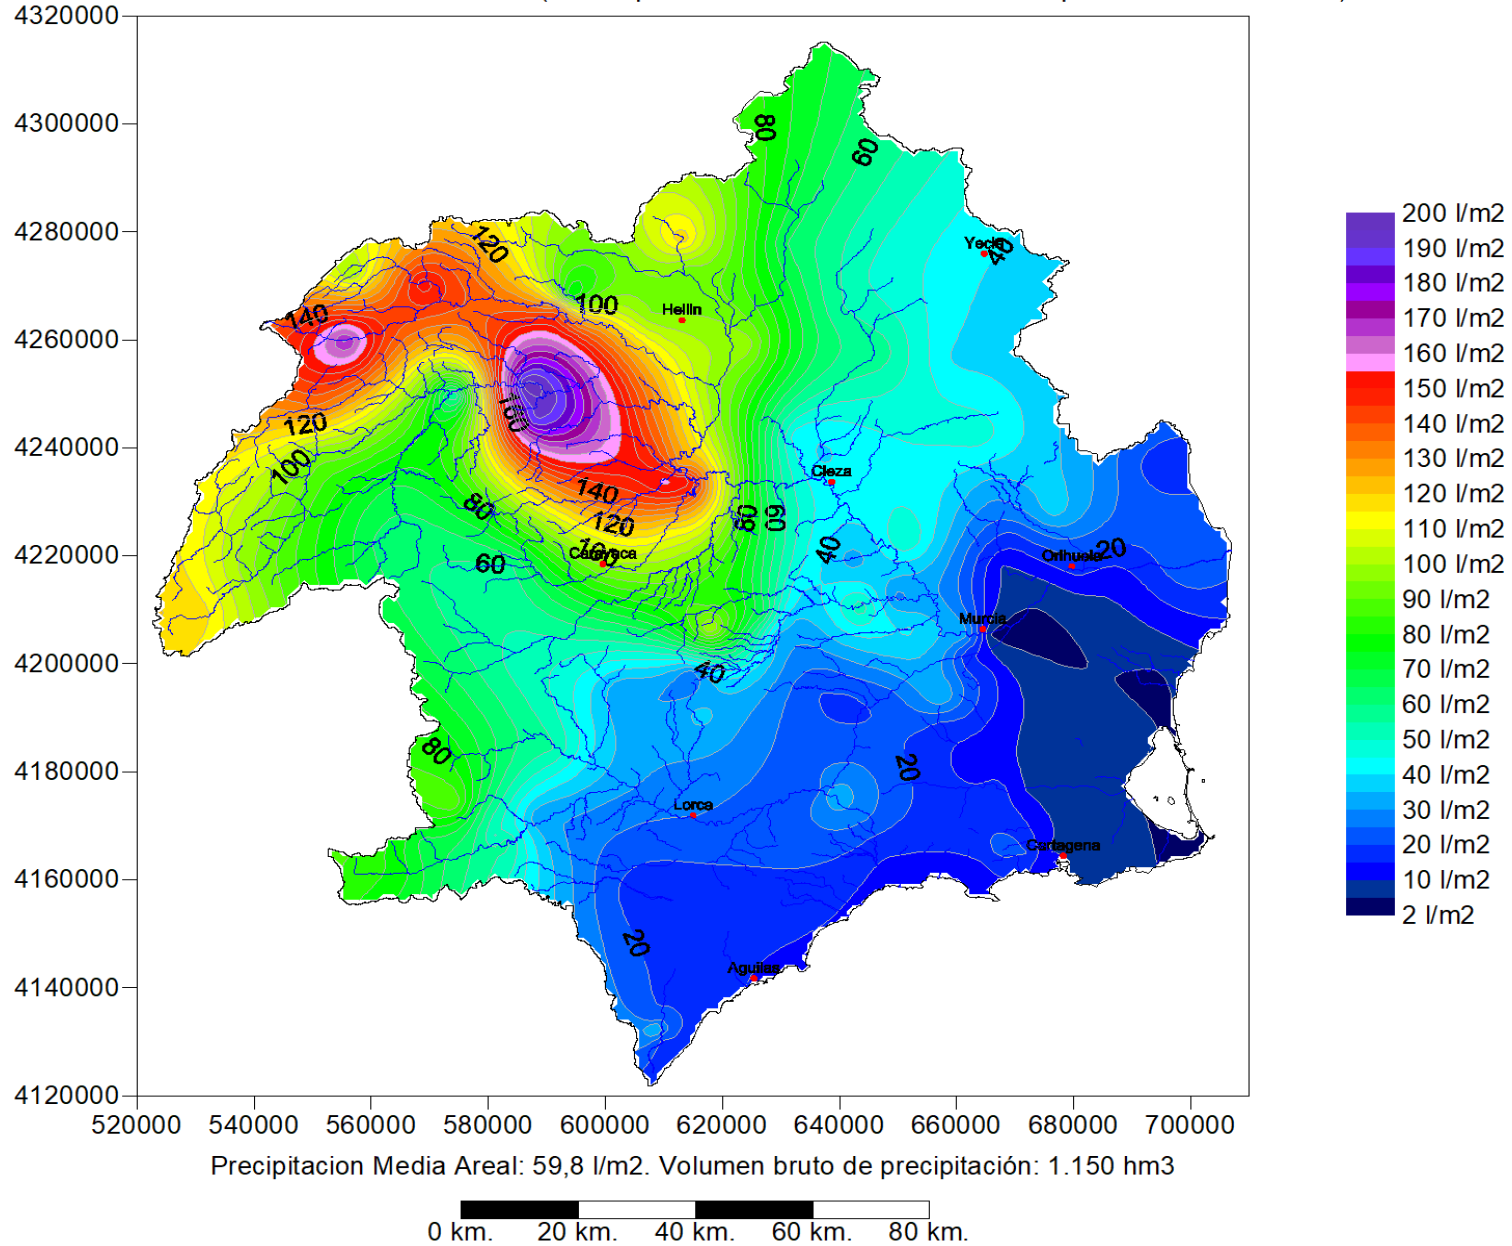 4320000
4300000
4280000
4260000
4240000
4220000
4200000
4180000
4160000
4140000
4120000
520000 540000 560000 580000 600000 620000 640000 660000 680000 700000
80
60
120
Yecla
40
140
100
Hellin
160
120
100
Cieza
80
140
120
80
60
40
20
100
Caravaca
60
Orihuela
Murcia
40
80
20
Lorca
Cartagena
20
Aguilas
200 l/m2
190 l/m2
180 l/m2
170 l/m2
160 l/m2
150 l/m2
140 l/m2
130 l/m2
120 l/m2
110 l/m2
100 l/m2
90 l/m2
80 l/m2
70 l/m2
60 l/m2
50 l/m2
40 l/m2
30 l/m2
20 l/m2
10 l/m2
2 l/m2
Precipitacion Media Areal: 59,8 l/m2. Volumen bruto de precipitación: 1.150 hm3
0 km. 20 km. 40 km. 60 km. 80 km.